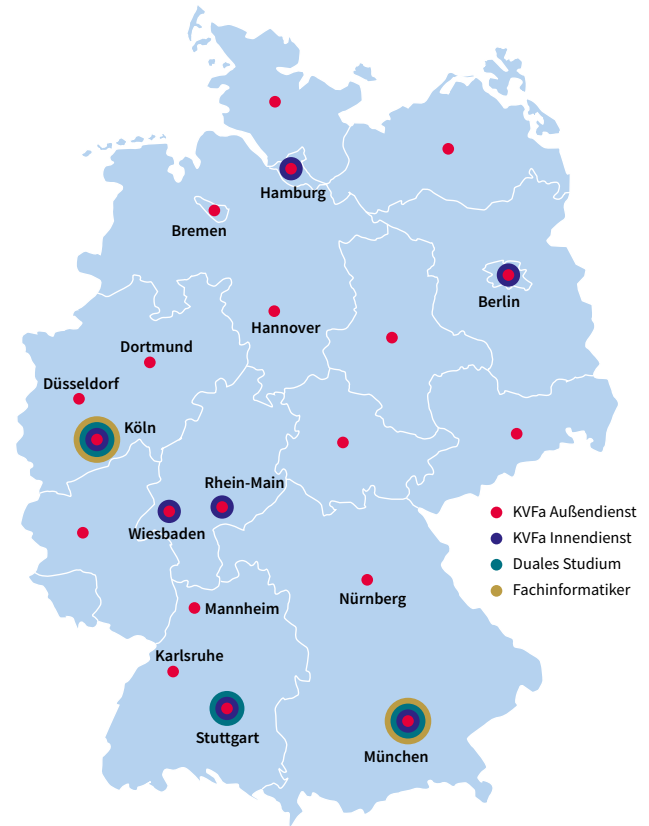 Hamburg
Bremen
Berlin
Hannover
Dortmund
Düsseldorf
Köln
Rhein-Main
Wiesbaden
KVFa Außendienst
KVFa Innendienst
Duales Studium
Fachinformatiker
Nürnberg
Mannheim
Karlsruhe
Stuttgart
München